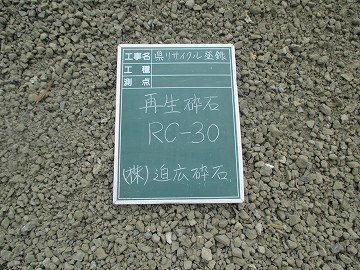 工事名 県リサイクル登録
工種
測点
再生砕石
RC-30
(株)迫広砕石